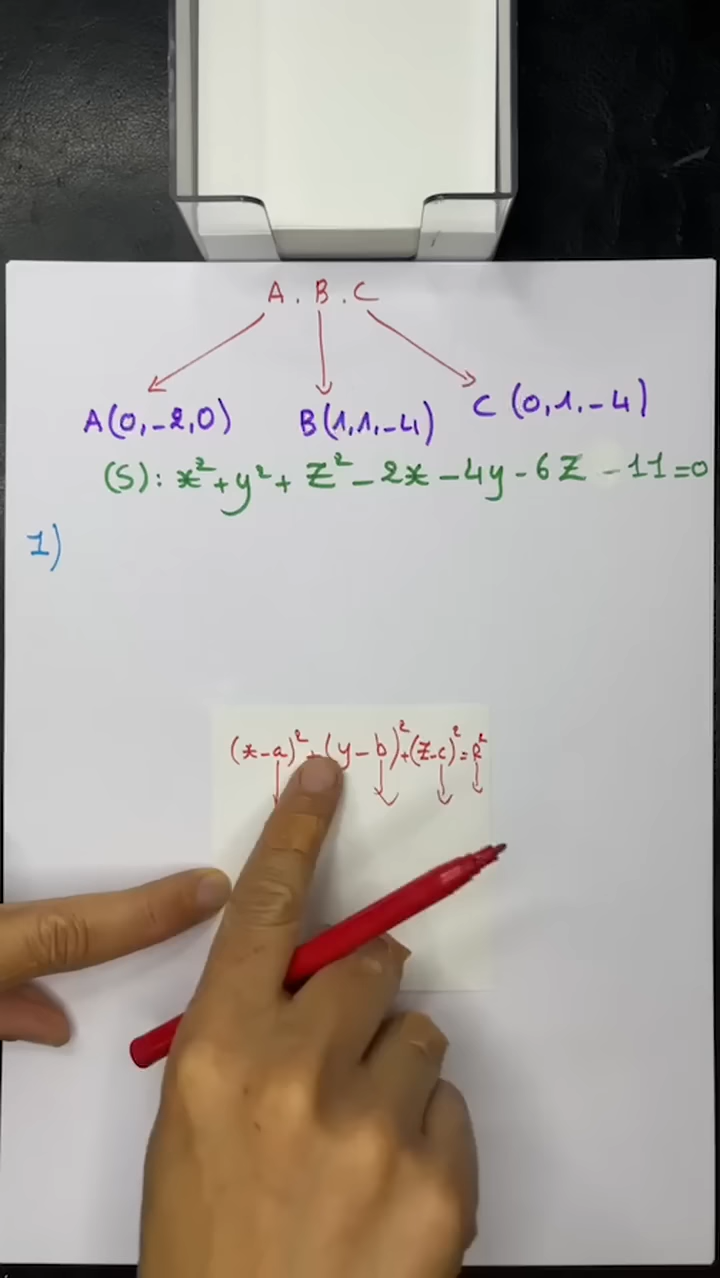 A . B . C
A(0,-2,0) B(1,1,-4) C (0,1,-4)
(S): x²+y²+ z²-2x-4y-6z-11=0
1)
(x-a)²+(y-b)²+(z-c)²=R²